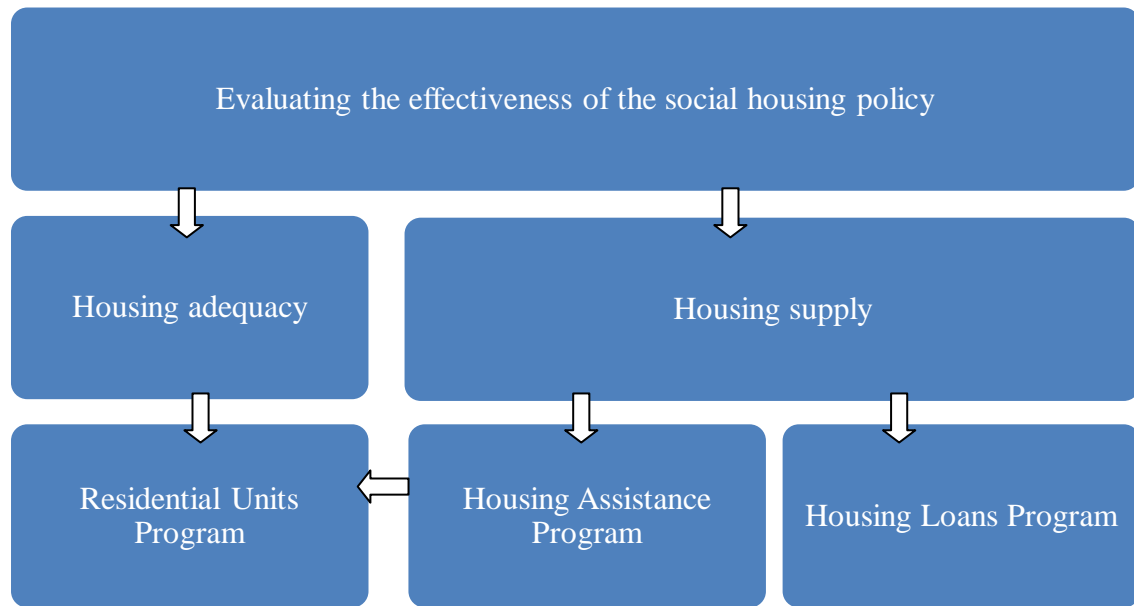 Evaluating the effectiveness of the social housing policy
Housing adequacy
Housing supply
Residential Units
Program
Housing Assistance
Program
Housing Loans Program